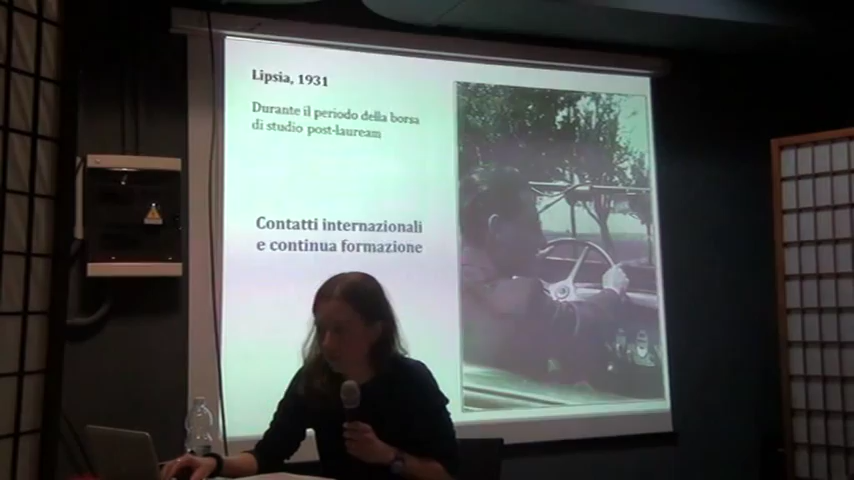 Lipsia, 1931
Durante il periodo della borsa
di studio post-lauream
Contatti internazionali
e continua formazione